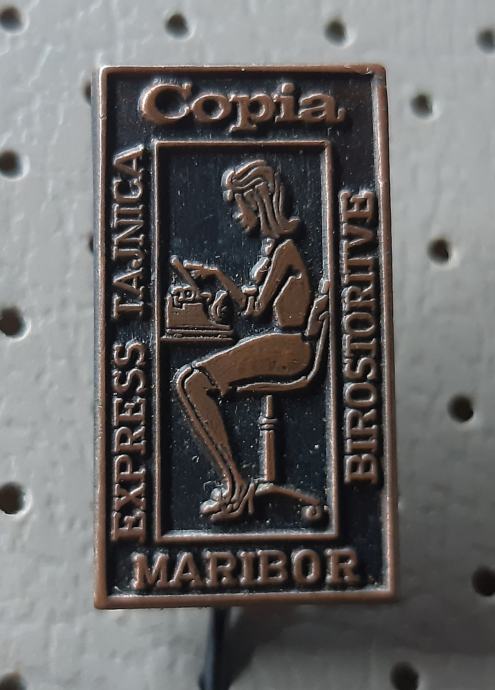 Copia
EXPRESS TAJNICA
BIROSTORITVE
MARIBOR